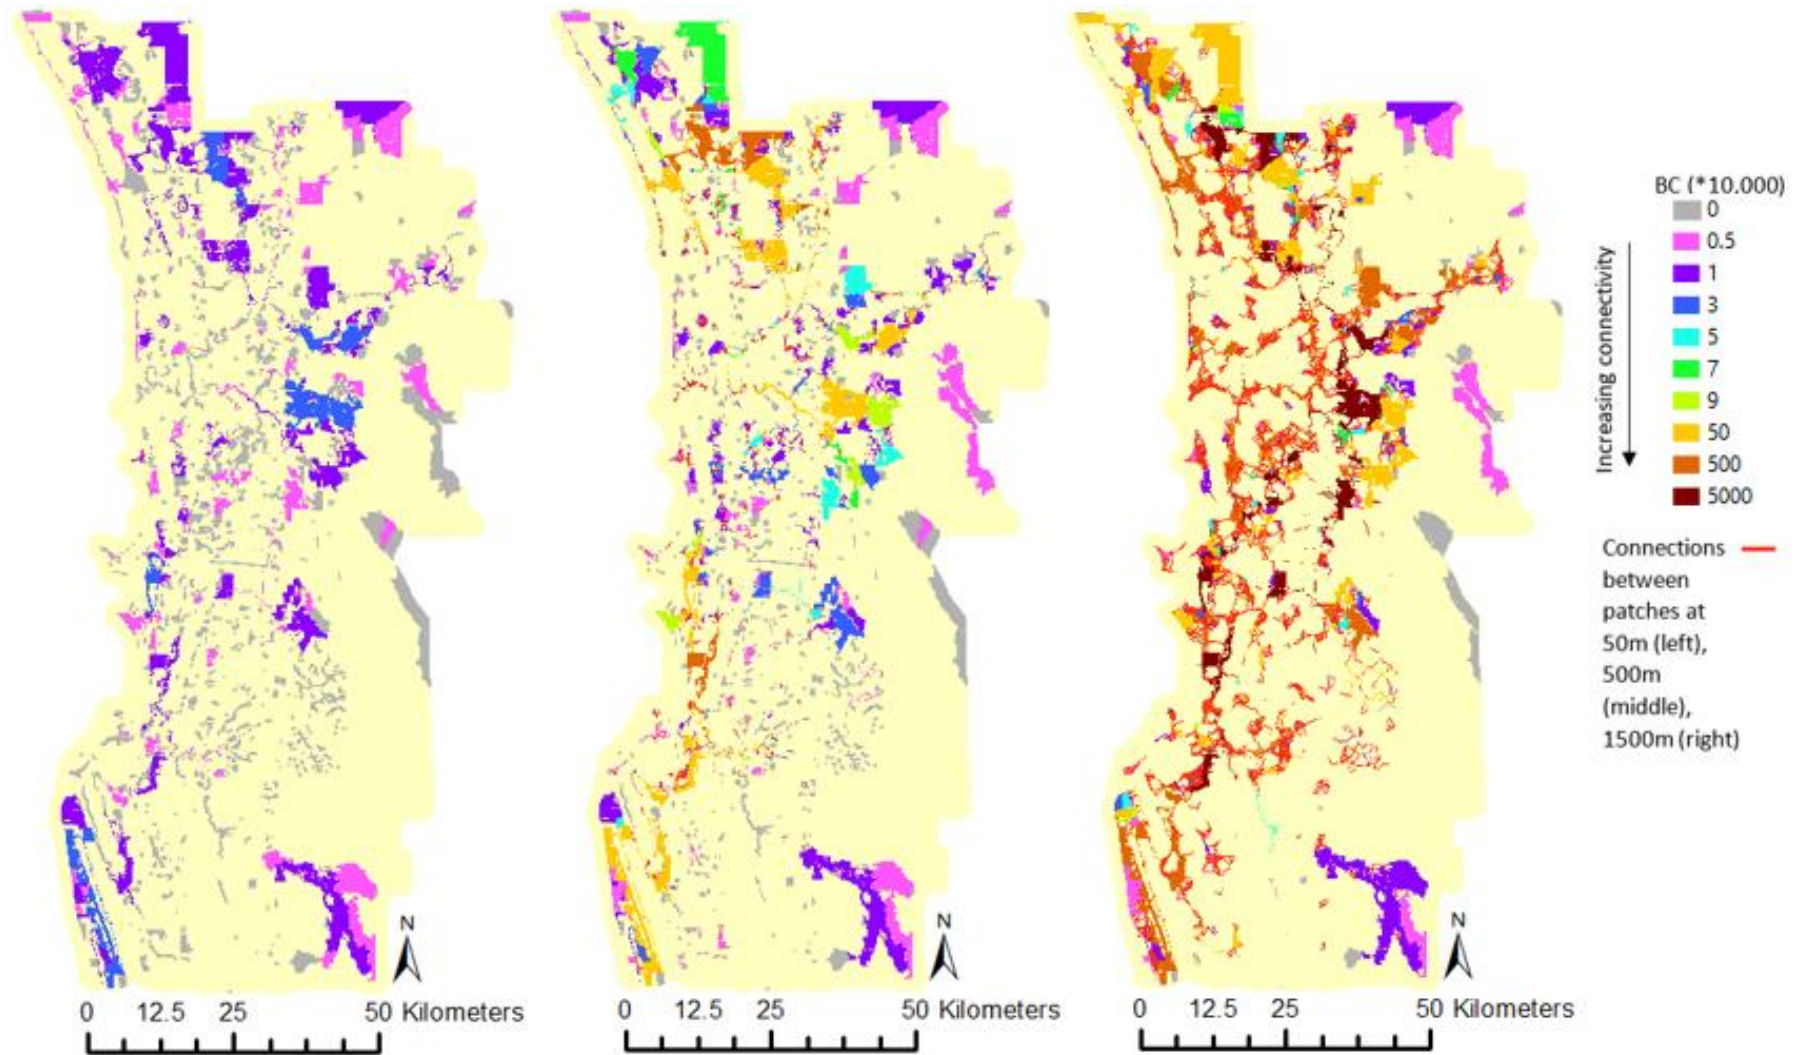 BC (*10.000)
0
0.5
1
3
5
7
9
50
500
5000
Increasing connectivity
Connections
between
patches at
50m (left),
500m
(middle),
1500m (right)
N
N
N
0 12.5 25 50 Kilometers
0 12.5 25 50 Kilometers
0 12.5 25 50 Kilometers